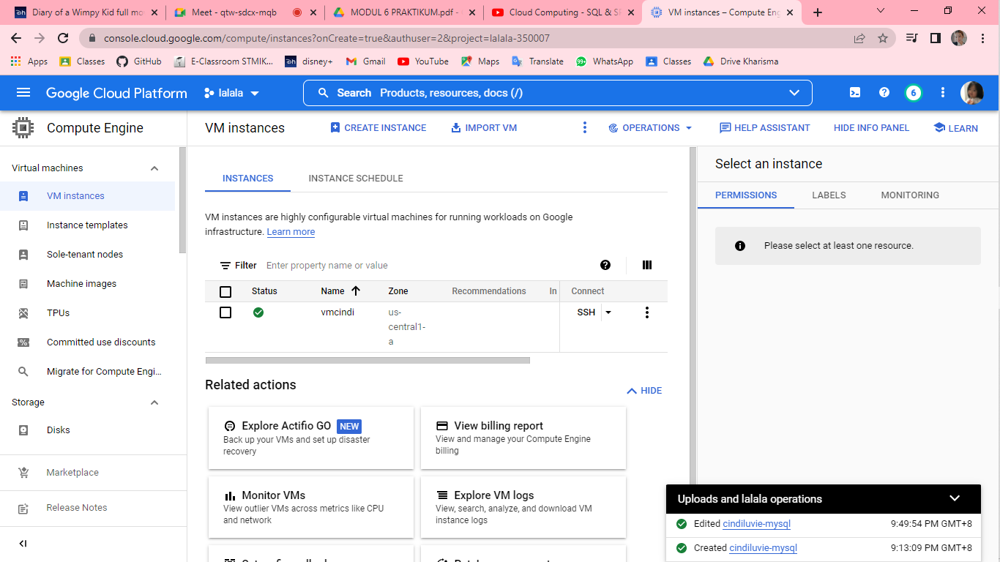 Diary of a Wimpy Kid full mo
Meet - qtw-sdcx-mqb
MODUL 6 PRAKTIKUM.pdf -
Cloud Computing - SQL & S
VM instances – Compute Eng
console.cloud.google.com/compute/instances?onCreate=true&authuser=2&project=lalala-350007
Apps
Classes
GitHub
E-Classroom STMIK...
disney+
Gmail
YouTube
Maps
Translate
99+
WhatsApp
Classes
Drive Kharisma
Google Cloud Platform
lalala
Search Products, resources, docs (/)
6
Compute Engine
VM instances
CREATE INSTANCE
IMPORT VM
OPERATIONS
HELP ASSISTANT
HIDE INFO PANEL
LEARN
Virtual machines
VM instances
Instance templates
Sole-tenant nodes
Machine images
TPUs
Committed use discounts
Migrate for Compute Engi...
Storage
Disks
Marketplace
Release Notes
INSTANCES
INSTANCE SCHEDULE
VM instances are highly configurable virtual machines for running workloads on Google
infrastructure. Learn more
Filter Enter property name or value
Status Name Zone Recommendations In Connect
vmcindi us-
central1-
a
SSH
Related actions
HIDE
Explore Actifio GO NEW
Back up your VMs and set up disaster
recovery
View billing report
View and manage your Compute Engine
billing
Monitor VMs
View outlier VMs across metrics like CPU
and network
Explore VM logs
View, search, analyze, and download VM
instance logs
Select an instance
PERMISSIONS
LABELS
MONITORING
Please select at least one resource.
Uploads and lalala operations
Edited cindiluvie-mysql 9:49:54 PM GMT+8
Created cindiluvie-mysql 9:13:09 PM GMT+8